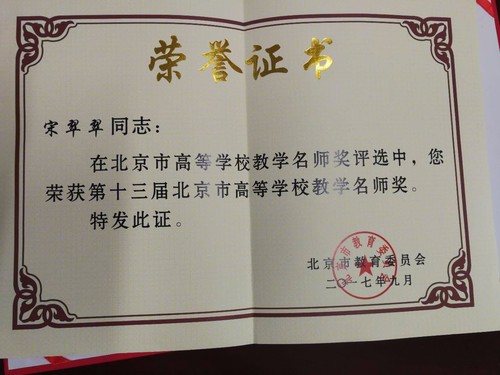 荣誉证书
宋翠翠同志：
在北京市高等学校教学名师奖评选中，您
荣获第十三届北京市高等学校教学名师奖。
特发此证。
北京市教育委员会
二〇一七年九月